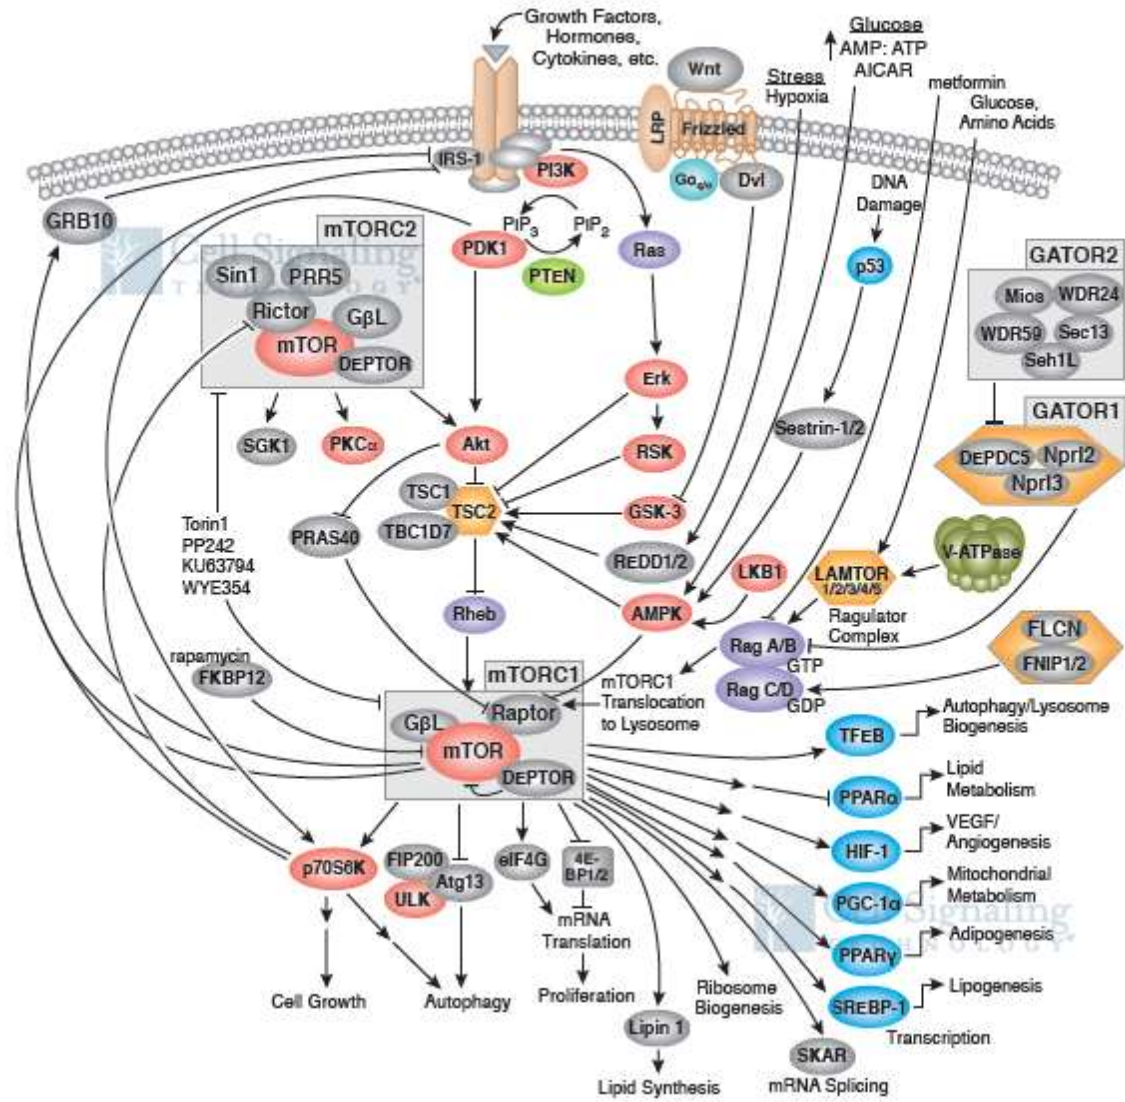 Growth Factors,
Hormones,
Cytokines, etc.
Glucose
AMP: ATP
AICAR
Wnt
Stress
Hypoxia
metformin
Glucose,
Amino Acids
LRP
Frizzled
IRS-1
PI3K
Gαq/o
Dvl
DNA
Damage
GRB10
mTORC2
PIP3
PIP2
PDK1
PTEN
Ras
p53
GATOR2
Cell Signaling
TECHNOLOGY®
Sin1
PRR5
Rictor
GβL
mTOR
DEPTOR
Mios
WDR24
WDR59
Sec13
Seh1L
Erk
SGK1
PKCα
Akt
RSK
Sestrin-1/2
GATOR1
DEPDC5
Nprl2
Nprl3
TSC1
TSC2
TBC1D7
GSK-3
Torin1
PP242
KU63794
WYE354
PRAS40
REDD1/2
LKB1
LAMTOR
1/2/3/4/5
V-ATPase
Rheb
AMPK
Ragulator
Complex
Rag A/B
GTP
Rag C/D
GDP
FLCN
FNIP1/2
rapamycin
FKBP12
mTORC1
mTORC1
Translocation
to Lysosome
GβL
Raptor
mTOR
DEPTOR
TFEB
Autophagy/Lysosome
Biogenesis
PPARα
Lipid
Metabolism
HIF-1
VEGF/
Angiogenesis
p70S6K
FIP200
Atg13
ULK
eIF4G
4E-
BP1/2
PGC-1α
Mitochondrial
Metabolism
Cell Signaling
TECHNOLOGY®
mRNA
Translation
PPARγ
Adipogenesis
Cell Growth
Autophagy
Proliferation
Ribosome
Biogenesis
SREBP-1
Lipogenesis
Transcription
Lipin 1
Lipid Synthesis
SKAR
mRNA Splicing